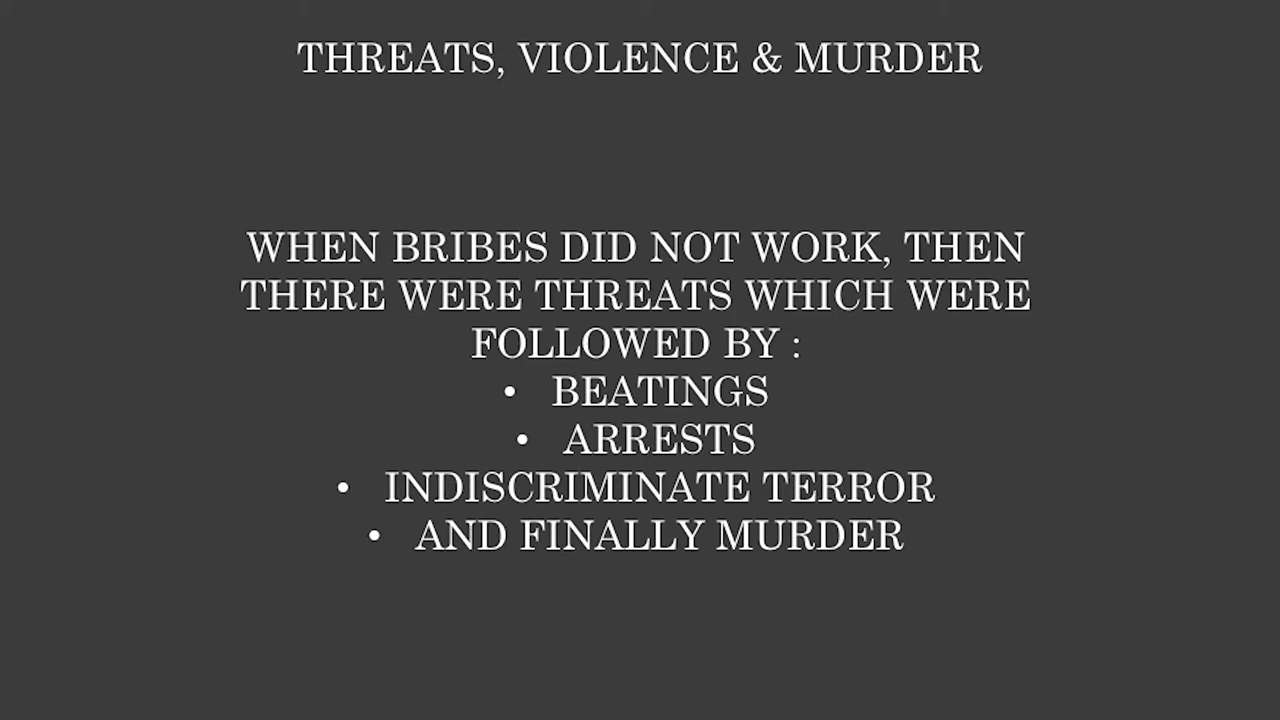 THREATS, VIOLENCE & MURDER
WHEN BRIBES DID NOT WORK, THEN
THERE WERE THREATS WHICH WERE
FOLLOWED BY :
• BEATINGS
• ARRESTS
• INDISCRIMINATE TERROR
• AND FINALLY MURDER